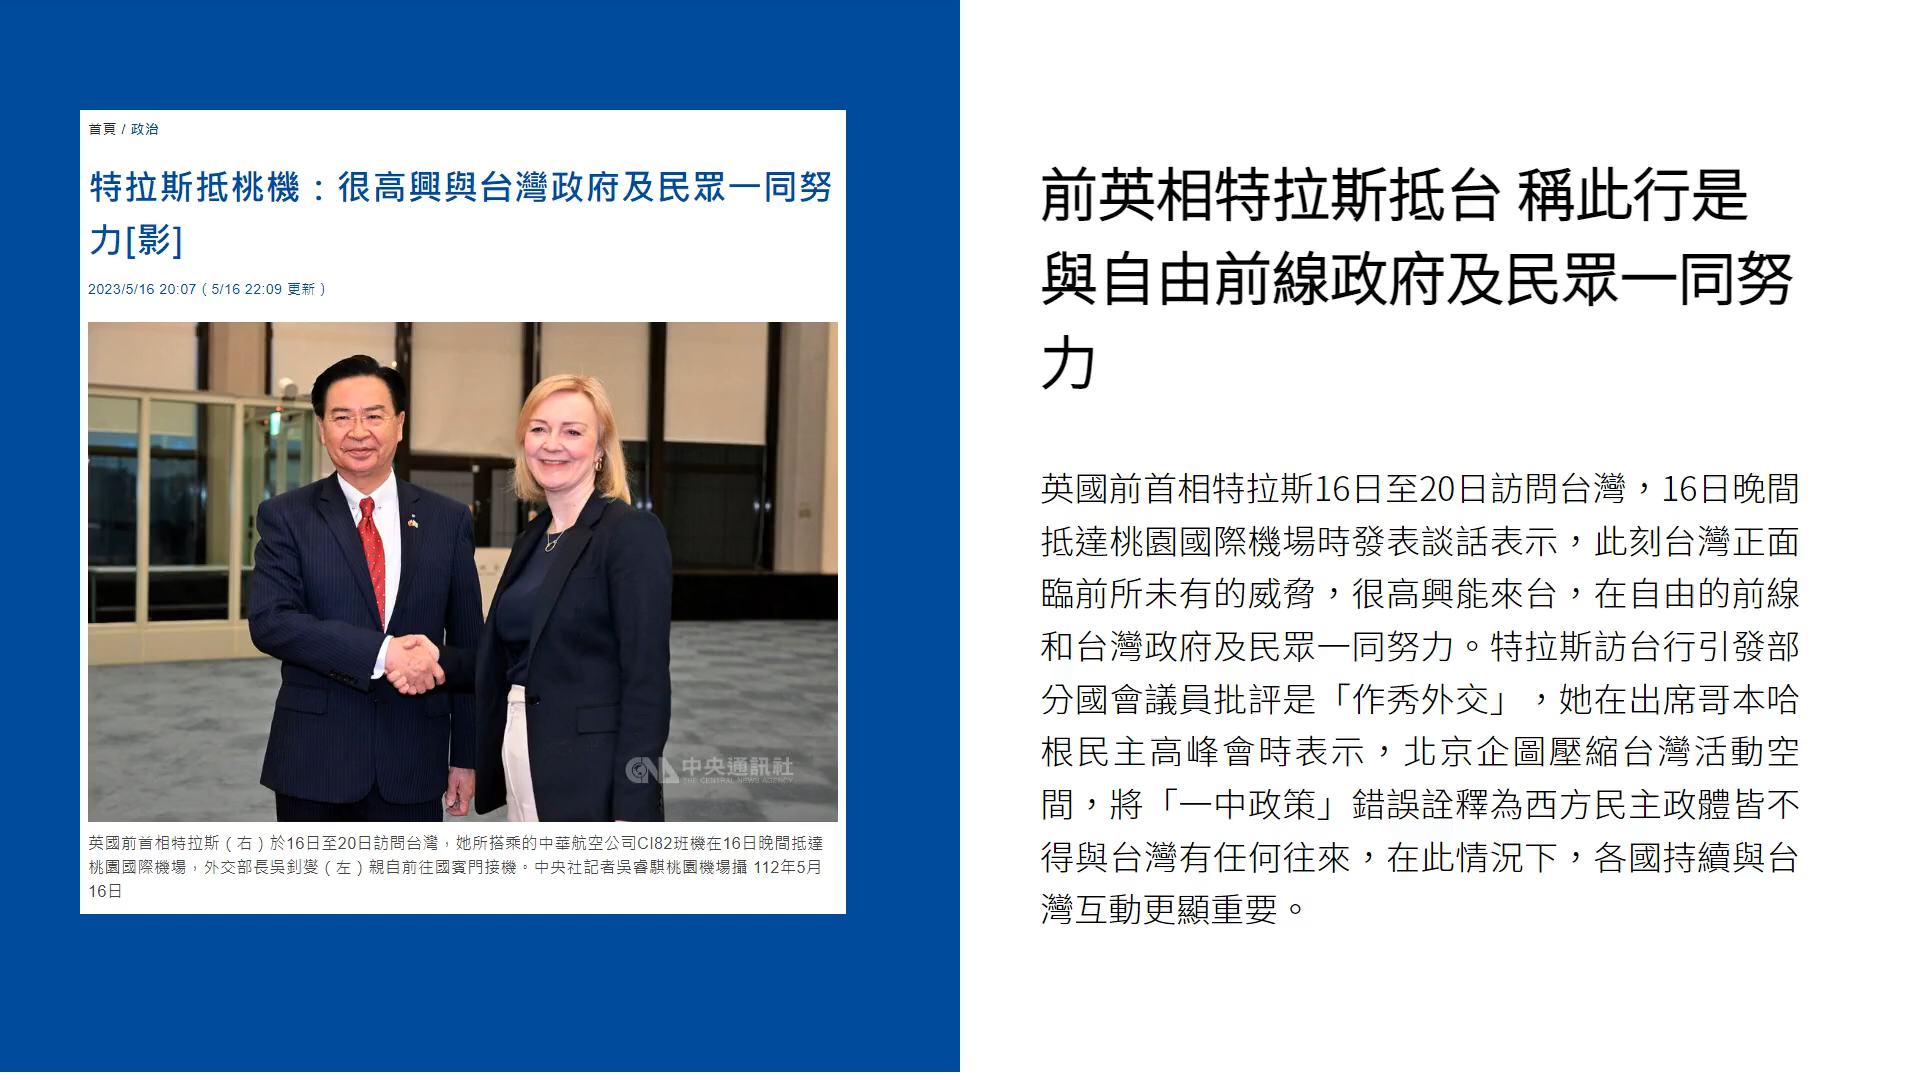 首頁 / 政治
特拉斯抵桃機：很高興與台灣政府及民眾一同努
力[影]
2023/5/16 20:07（5/16 22:09 更新）
CNA 中央通訊社
THE CENTRAL NEWS AGENCY
英國前首相特拉斯（右）於16日至20日訪問台灣，她所搭乘的中華航空公司CI82班機在16日晚間抵達
桃園國際機場，外交部長吳釗燮（左）親自前往國賓門接機。中央社記者吳睿騏桃園機場攝 112年5月
16日
前英相特拉斯抵台 稱此行是
與自由前線政府及民眾一同努
力
英國前首相特拉斯16日至20日訪問台灣，16日晚間
抵達桃園國際機場時發表談話表示，此刻台灣正面
臨前所未有的威脅，很高興能來台，在自由的前線
和台灣政府及民眾一同努力。特拉斯訪台行引發部
分國會議員批評是「作秀外交」，她在出席哥本哈
根民主高峰會時表示，北京企圖壓縮台灣活動空
間，將「一中政策」錯誤詮釋為西方民主政體皆不
得與台灣有任何往來，在此情況下，各國持續與台
灣互動更顯重要。